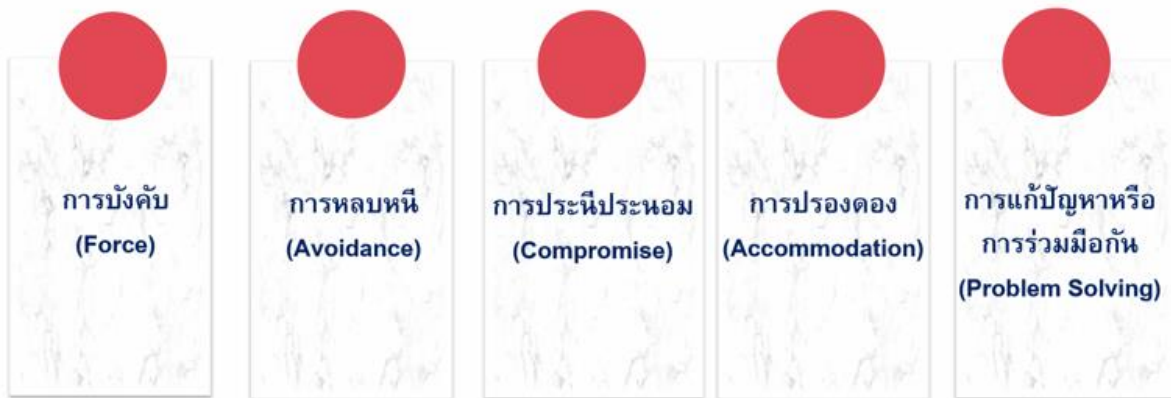 การบังคับ
(Force)
การหลบหนี
(Avoidance)
การประนีประนอม
(Compromise)
การปรองดอง
(Accommodation)
การแก้ปัญหาหรือ
การร่วมมือกัน
(Problem Solving)